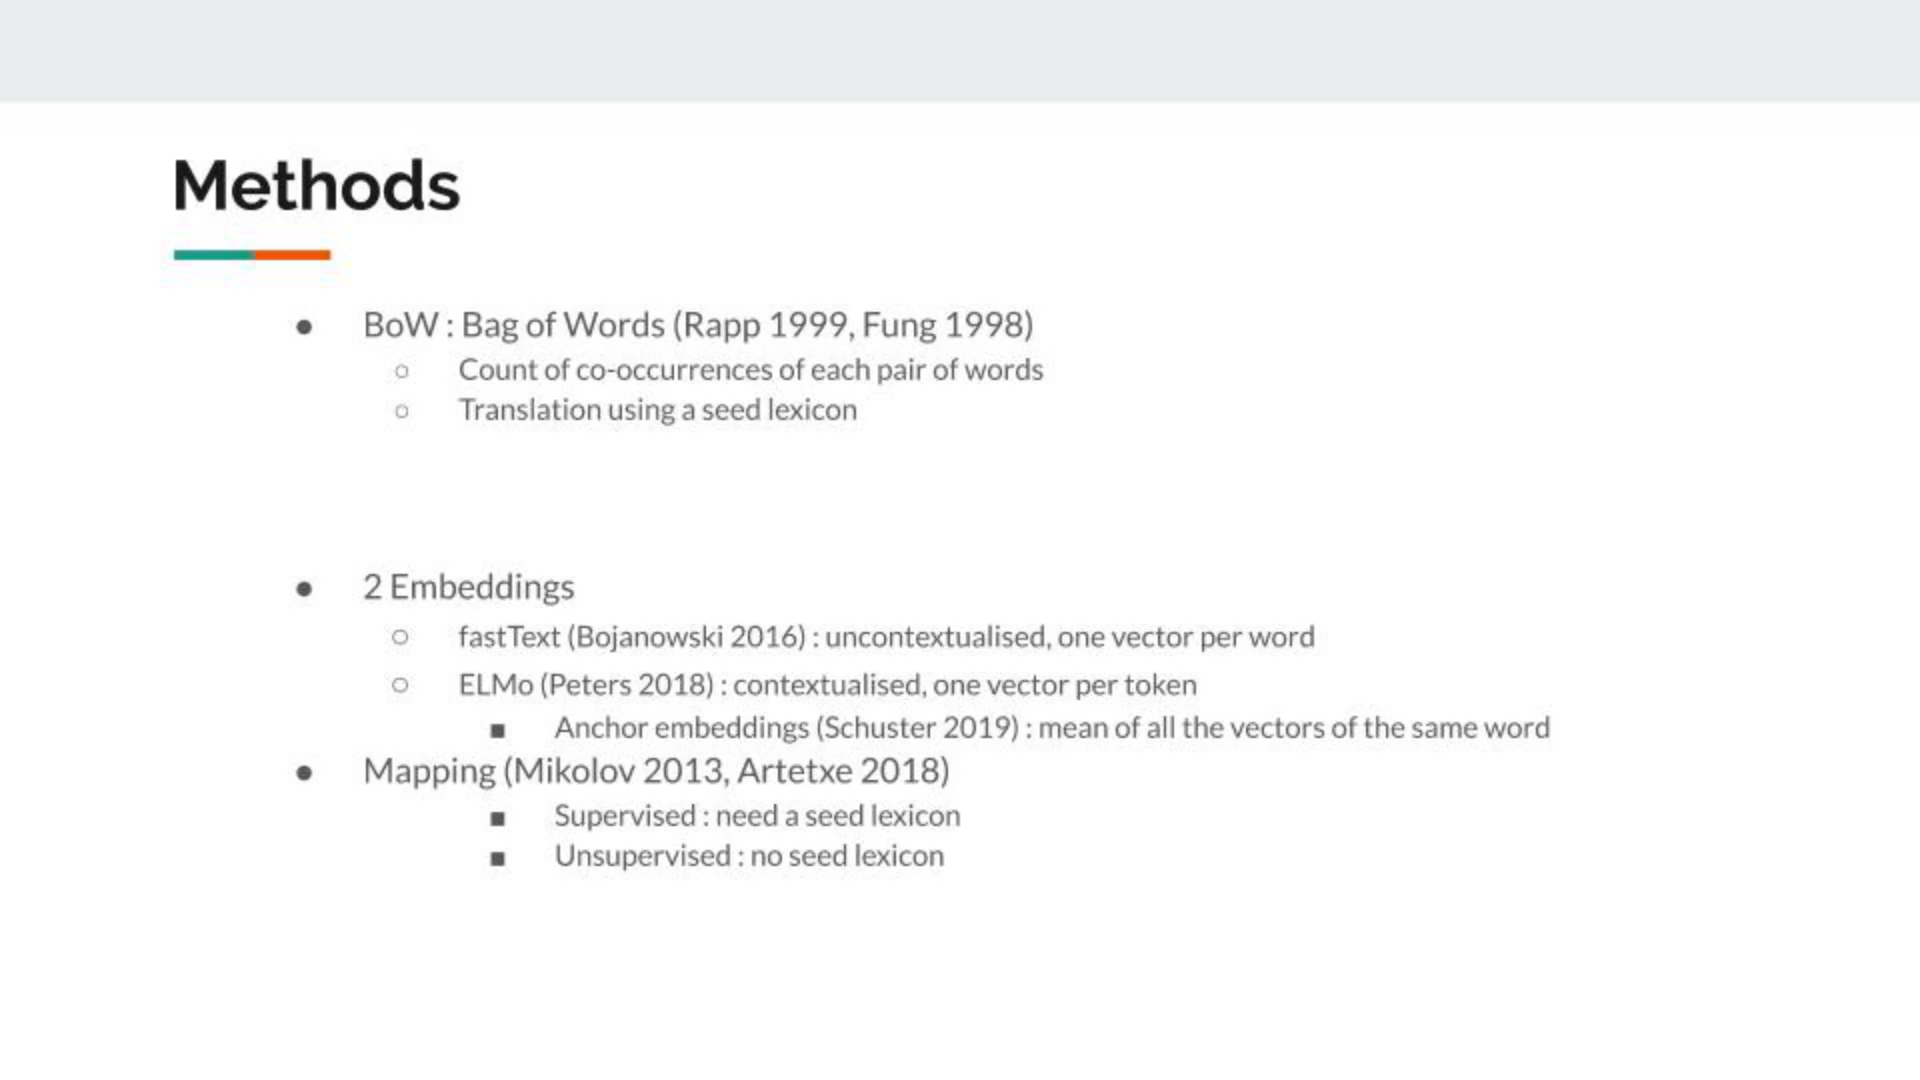 Methods
● BoW : Bag of Words (Rapp 1999, Fung 1998)
○ Count of co-occurrences of each pair of words
○ Translation using a seed lexicon
● 2 Embeddings
○ fastText (Bojanowski 2016) : uncontextualised, one vector per word
○ ELMo (Peters 2018) : contextualised, one vector per token
■ Anchor embeddings (Schuster 2019) : mean of all the vectors of the same word
● Mapping (Mikolov 2013, Artetxe 2018)
■ Supervised : need a seed lexicon
■ Unsupervised : no seed lexicon